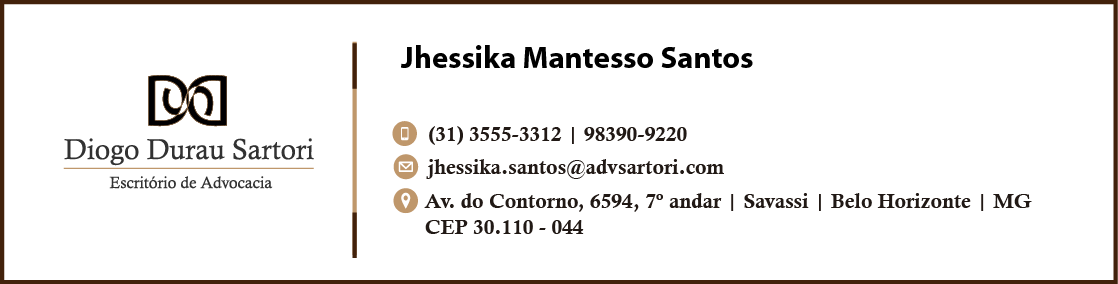 Diogo Durau Sartori
Escritório de Advocacia
Jhessika Mantesso Santos
(31) 3555-3312 | 98390-9220
jhessika.santos@advsartori.com
Av. do Contorno, 6594, 7º andar | Savassi | Belo Horizonte | MG
CEP 30.110 - 044